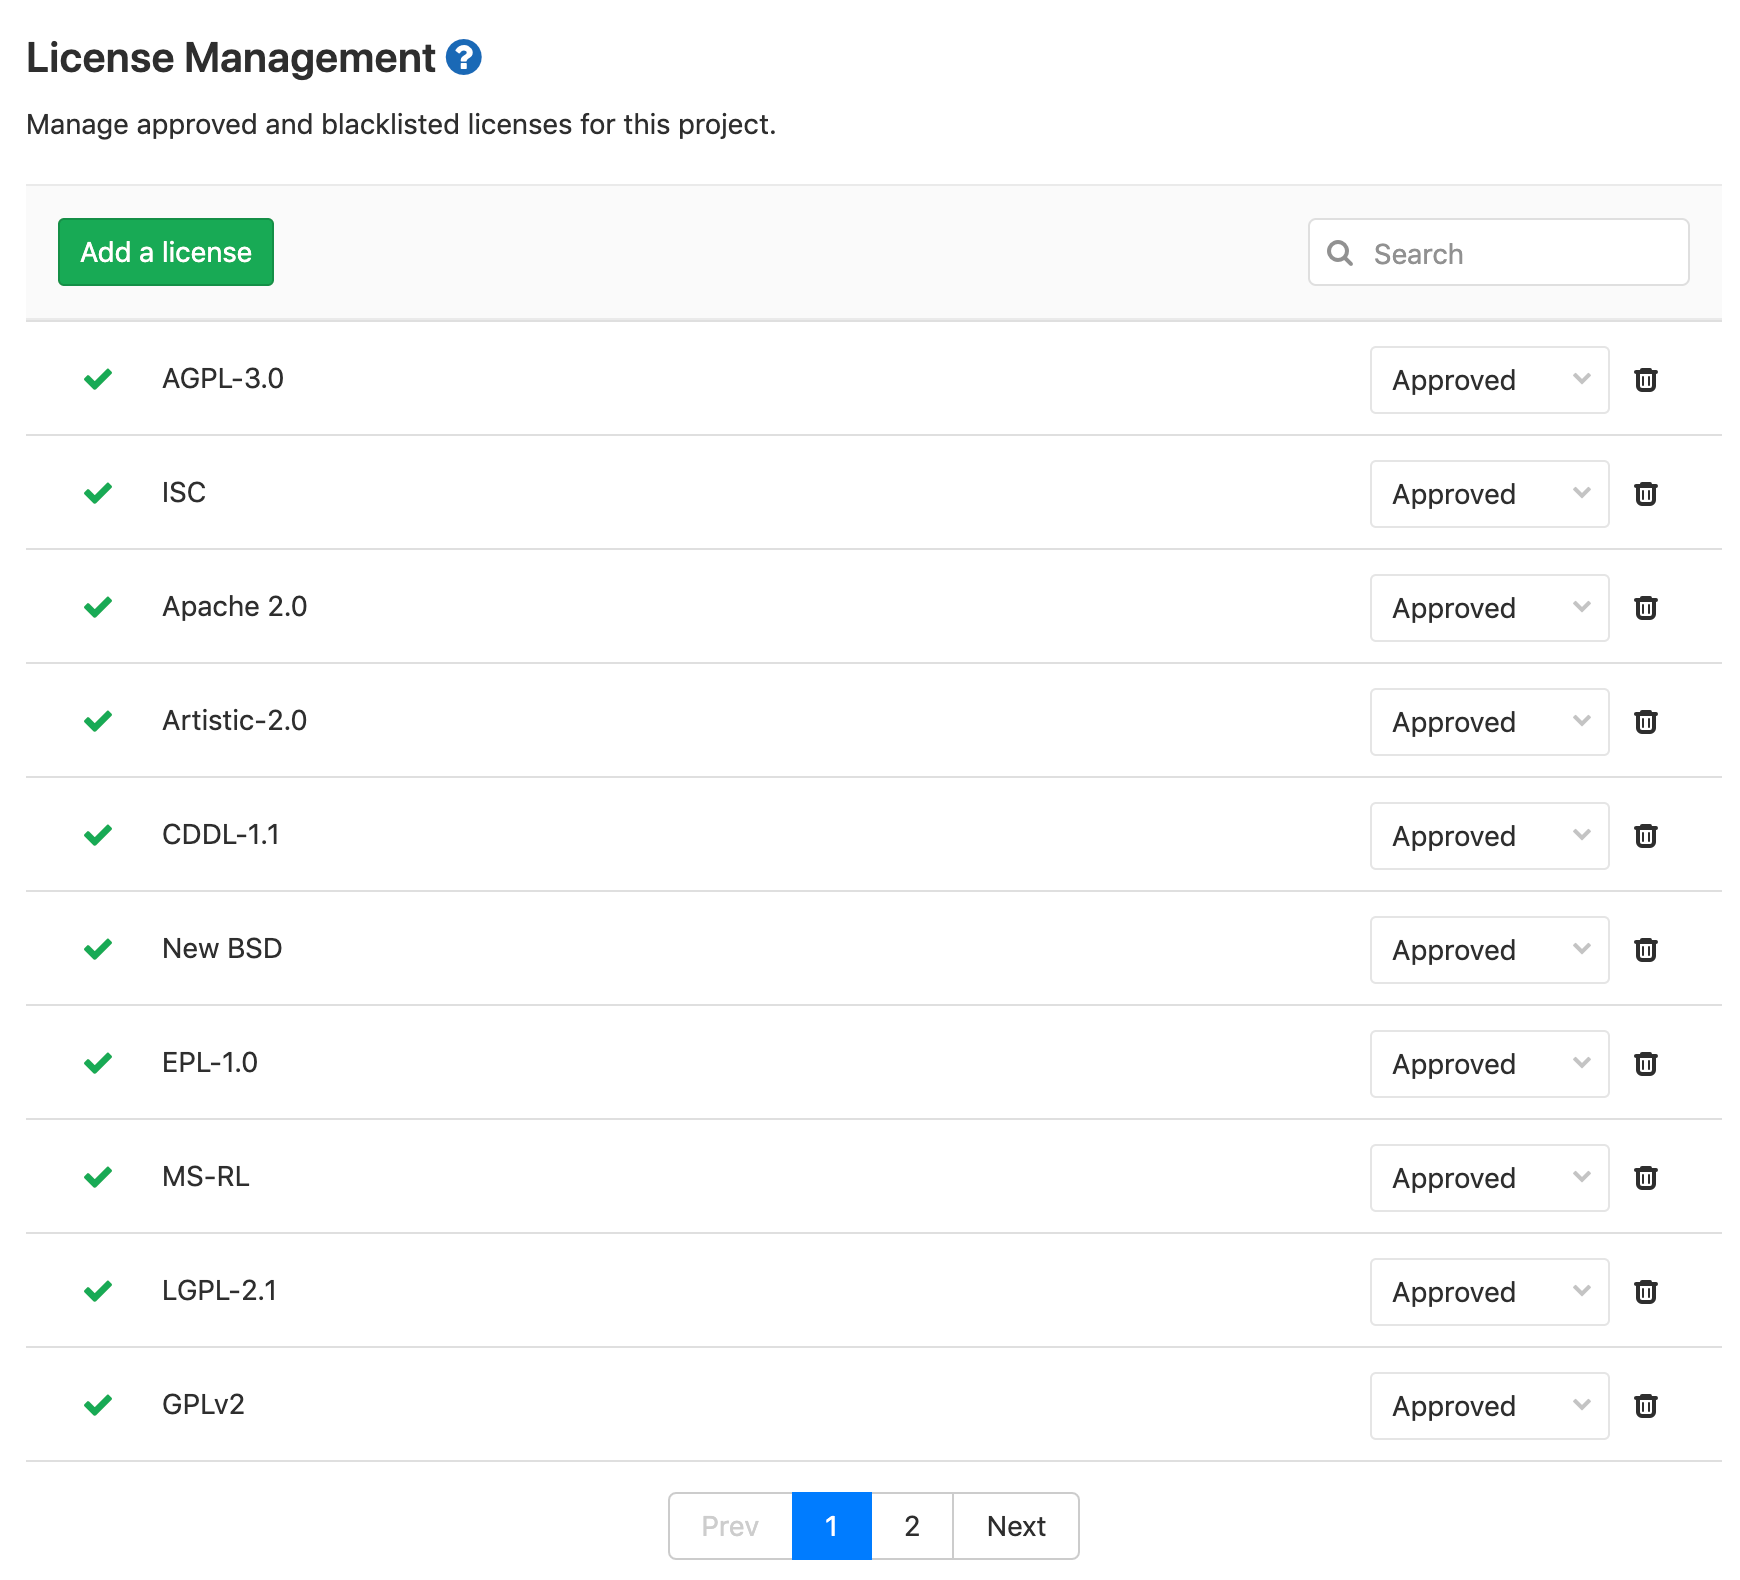 License Management ?
Manage approved and blacklisted licenses for this project.
Add a license Search
AGPL-3.0 Approved
ISC Approved
Apache 2.0 Approved
Artistic-2.0 Approved
CDDL-1.1 Approved
New BSD Approved
EPL-1.0 Approved
MS-RL Approved
LGPL-2.1 Approved
GPLv2 Approved
Prev 1 2 Next